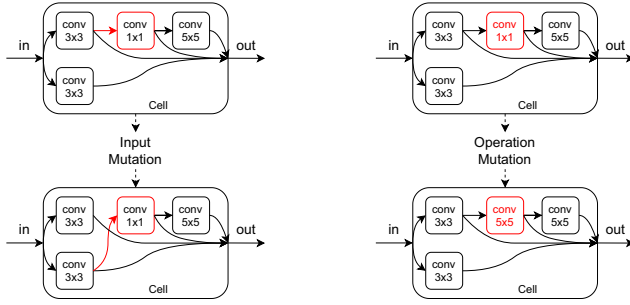 in
conv
3x3
conv
1x1
conv
5x5
out
conv
3x3
Cell
Input
Mutation
in
conv
3x3
conv
1x1
conv
5x5
out
conv
3x3
Cell
in
conv
3x3
conv
1x1
conv
5x5
out
conv
3x3
Cell
Operation
Mutation
in
conv
3x3
conv
5x5
conv
5x5
out
conv
3x3
Cell